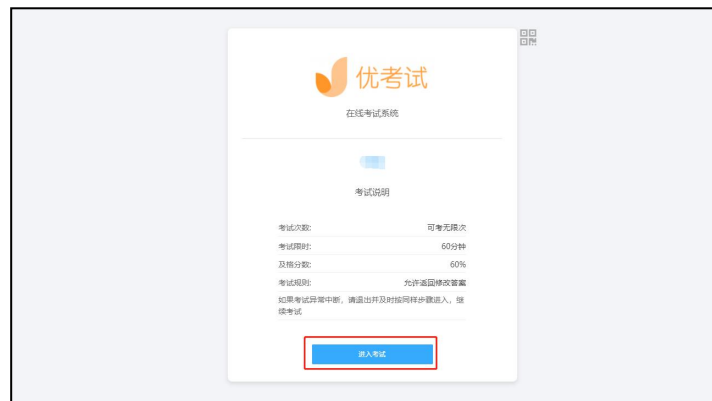 优考试
在线考试系统
考试说明
考试次数: 可考无限次
考试限时: 60分钟
及格分数: 60%
考试规则: 允许返回修改答案
如果考试异常中断，请退出并及时按同样步骤进入，继
续考试
进入考试